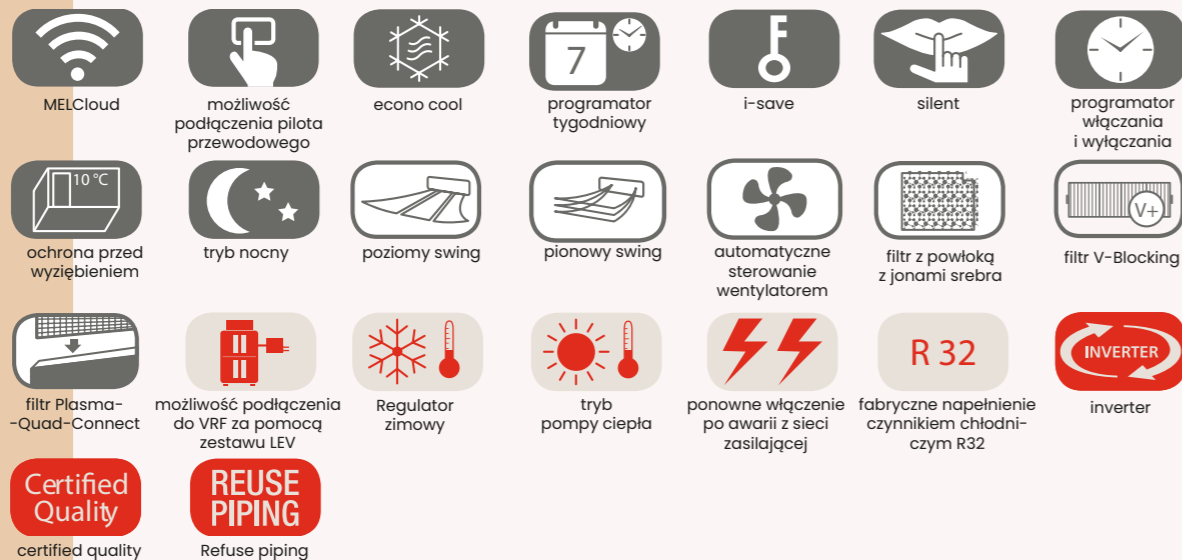 MELCloud
możliwość
podłączenia pilota
przewodowego
econo cool
7
programator
tygodniowy
i-save
silent
programator
włączania
i wyłączania
10 °C
ochrona przed
wyziębieniem
tryb nocny
poziomy swing
pionowy swing
automatyczne
sterowanie
wentylatorem
filtr z powłoką
z jonami srebra
V+
filtr V-Blocking
filtr Plasma-
-Quad-Connect
możliwość podłączenia
do VRF za pomocą
zestawu LEV
Regulator
zimowy
tryb
pompy ciepła
ponowne włączenie
po awarii z sieci
zasilającej
R 32
fabryczne napełnienie
czynnikiem chłodni-
czym R32
INVERTER
inverter
Certified
Quality
certified quality
REUSE
PIPING
Refuse piping